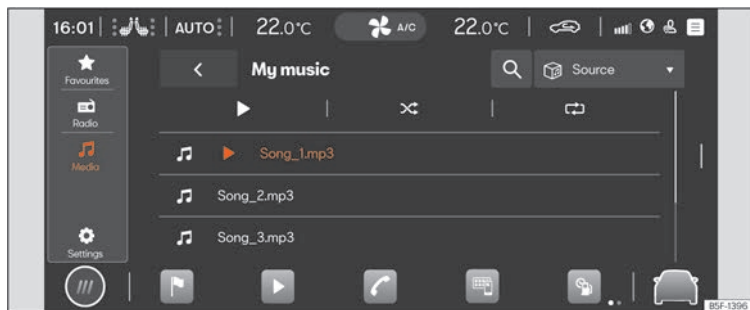 16:01 AUTO 22.0°C A/C 22.0°C
Favourites
My music
Source
Radio
Media
Song_1.mp3
Song_2.mp3
Song_3.mp3
Settings
B5F-1396